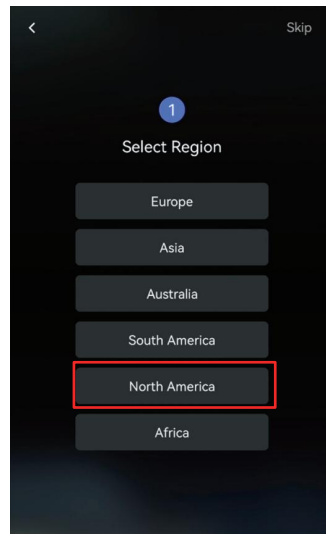 Skip
1
Select Region
Europe
Asia
Australia
South America
North America
Africa